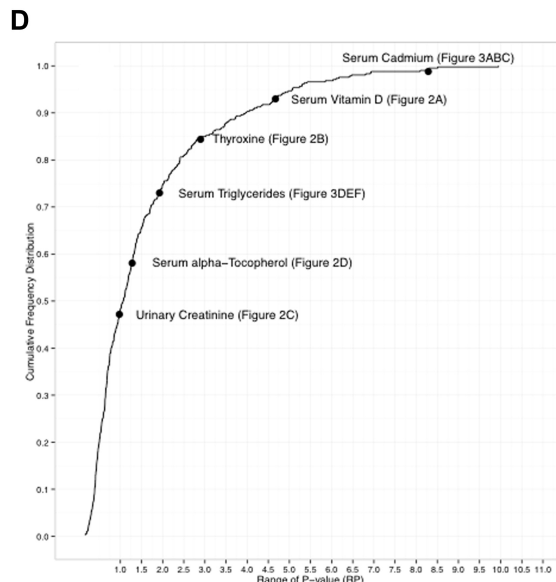 D
Serum Cadmium (Figure 3ABC)
1.0
Serum Vitamin D (Figure 2A)
0.9
Thyroxine (Figure 2B)
0.8
Serum Triglycerides (Figure 3DEF)
0.7
0.6
Serum alpha−Tocopherol (Figure 2D)
0.5
Urinary Creatinine (Figure 2C)
0.4
0.3
0.2
0.1
0.0
Cumulative Frequency Distribution
1.0 1.5 2.0 2.5 3.0 3.5 4.0 4.5 5.0 5.5 6.0 6.5 7.0 7.5 8.0 8.5 9.0 9.5 10.0 10.5 11.0
Range of P−value (RP)